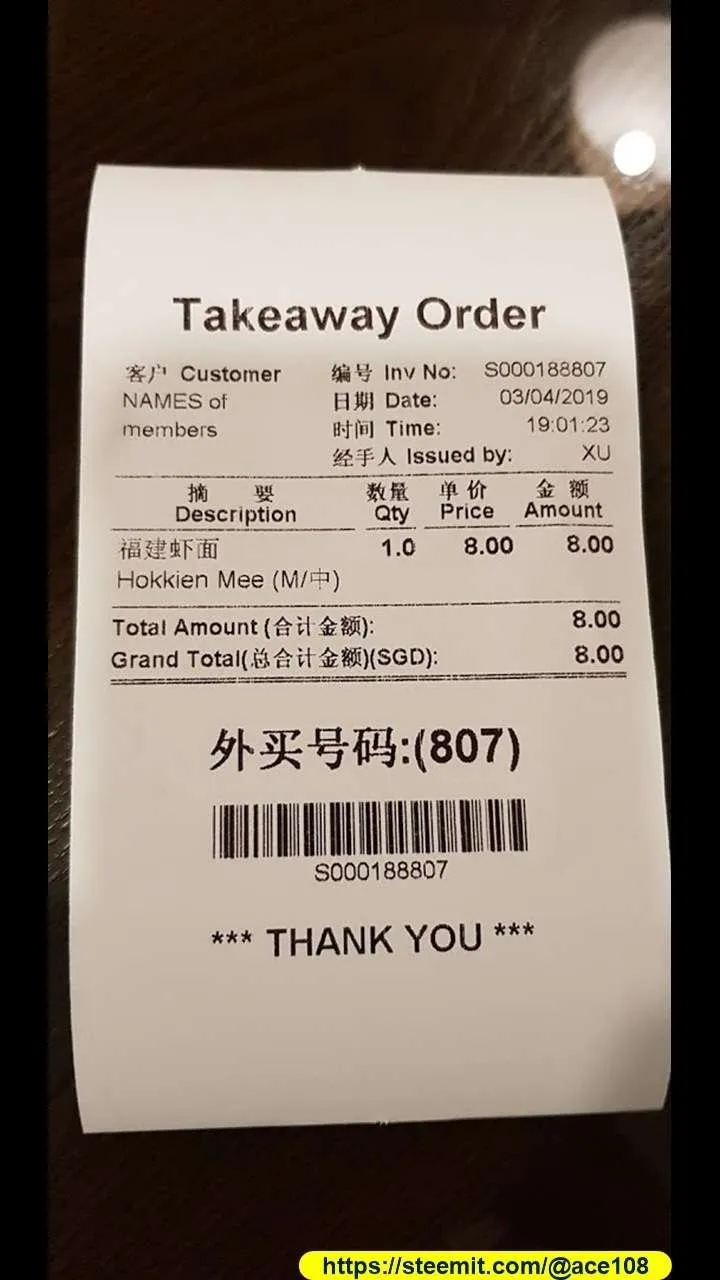 Takeaway Order
客户 Customer 编号 Inv No: S000188807
NAMES of 日期 Date: 03/04/2019
members 时间 Time: 19:01:23
经手人 Issued by: XU
摘 要 数量 单价 金额
Description Qty Price Amount
福建虾面 1.0 8.00 8.00
Hokkien Mee (M/中)
Total Amount (合计金额): 8.00
Grand Total(总合计金额)(SGD): 8.00
外买号码:(807)
S000188807
*** THANK YOU ***
https://steemit.com/@ace108